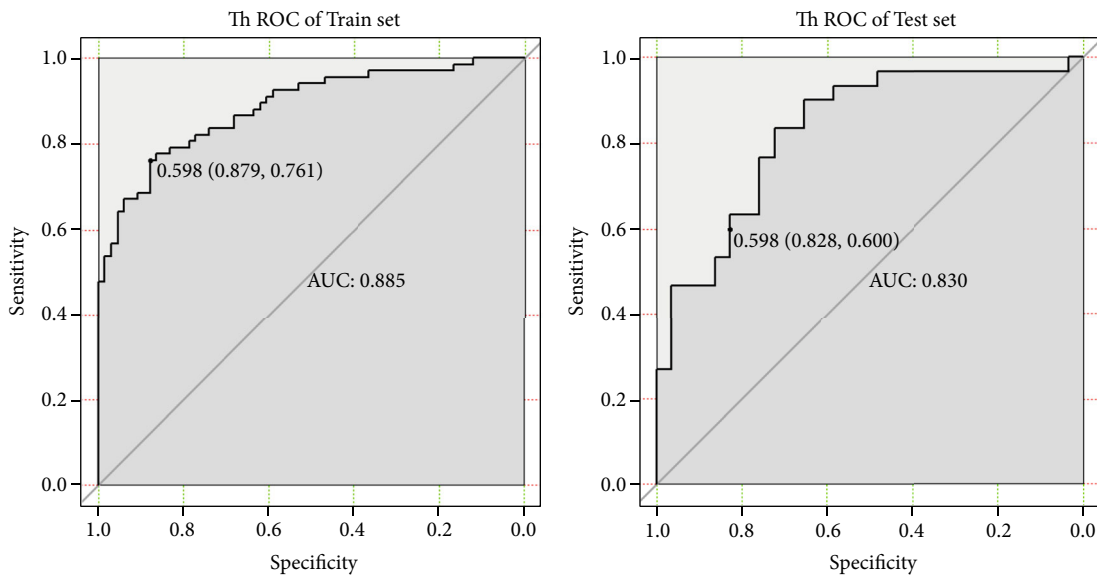 Th ROC of Train set
1.0
0.8
0.6
0.4
0.2
0.0
Sensitivity
0.598 (0.879, 0.761)
AUC: 0.885
1.0 0.8 0.6 0.4 0.2 0.0
Specificity
Th ROC of Test set
1.0
0.8
0.6
0.4
0.2
0.0
Sensitivity
0.598 (0.828, 0.600)
AUC: 0.830
1.0 0.8 0.6 0.4 0.2 0.0
Specificity